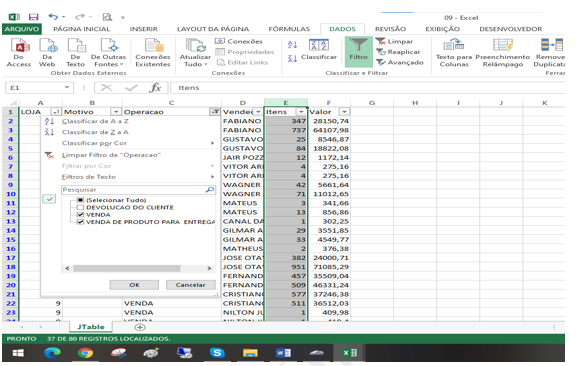 09 - Excel
ARQUIVO PÁGINA INICIAL INSERIR LAYOUT DA PÁGINA FÓRMULAS DADOS REVISÃO EXIBIÇÃO DESENVOLVEDOR
Do Access
Da Web
De Texto
De Outras Fontes
Conexões Existentes
Atualizar Tudo
Conexões
Propriedades
Editar Links
Classificar
Filtro
Limpar
Reaplicar
Avançado
Texto para Colunas
Preenchimento Relâmpago
Remove Duplicata
Obter Dados Externos Conexões Classificar e Filtrar Ferra
E1 fx Itens
A B C D E F G H I J K
1 LOJA Motivo Operacao Vended Itens Valor
Classificar de A a Z
Classificar de Z a A
Classificar por Cor
Limpar Filtro de "Operacao"
Filtrar por Cor
Filtros de Texto
Pesquisar
(Selecionar Tudo)
DEVOLUCAO DO CLIENTE
VENDA
VENDA DE PRODUTO PARA ENTREGA
OK Cancelar
2 FABIANO 347 28150,74
3 FABIANO 737 64107,98
4 GUSTAVO 25 8546,87
5 GUSTAVO 84 18822,08
6 JAIR POZZ 12 1172,14
7 VITOR ARI 4 275,16
8 VITOR ARI 4 275,16
9 WAGNER 42 5661,64
10 WAGNER 71 11012,65
11 MATEUS 3 341,66
12 MATEUS 13 856,86
13 CANAL DA 1 302,25
14 GILMAR A 29 3551,85
15 GILMAR A 33 4549,77
16 MATHEUS 2 376,38
17 JOSE OTA 382 24000,71
18 JOSE OTA 951 71085,29
19 FERNAND 457 35509,04
20 FERNAND 509 46331,24
21 CRISTIAN 577 37246,38
22 9 VENDA CRISTIAN 511 36512,03
23 9 VENDA NILTON JU 1 409,98
JTable
PRONTO 37 DE 80 REGISTROS LOCALIZADOS.